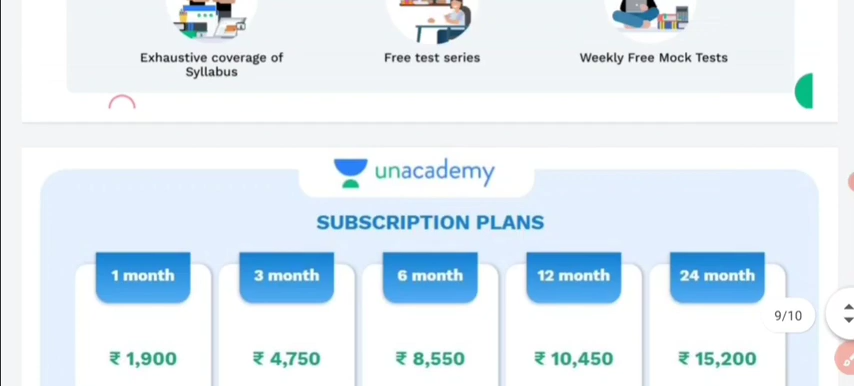 Exhaustive coverage of
Syllabus
Free test series
Weekly Free Mock Tests
unacademy
SUBSCRIPTION PLANS
1 month
3 month
6 month
12 month
24 month
9/10
₹ 1,900
₹ 4,750
₹ 8,550
₹ 10,450
₹ 15,200